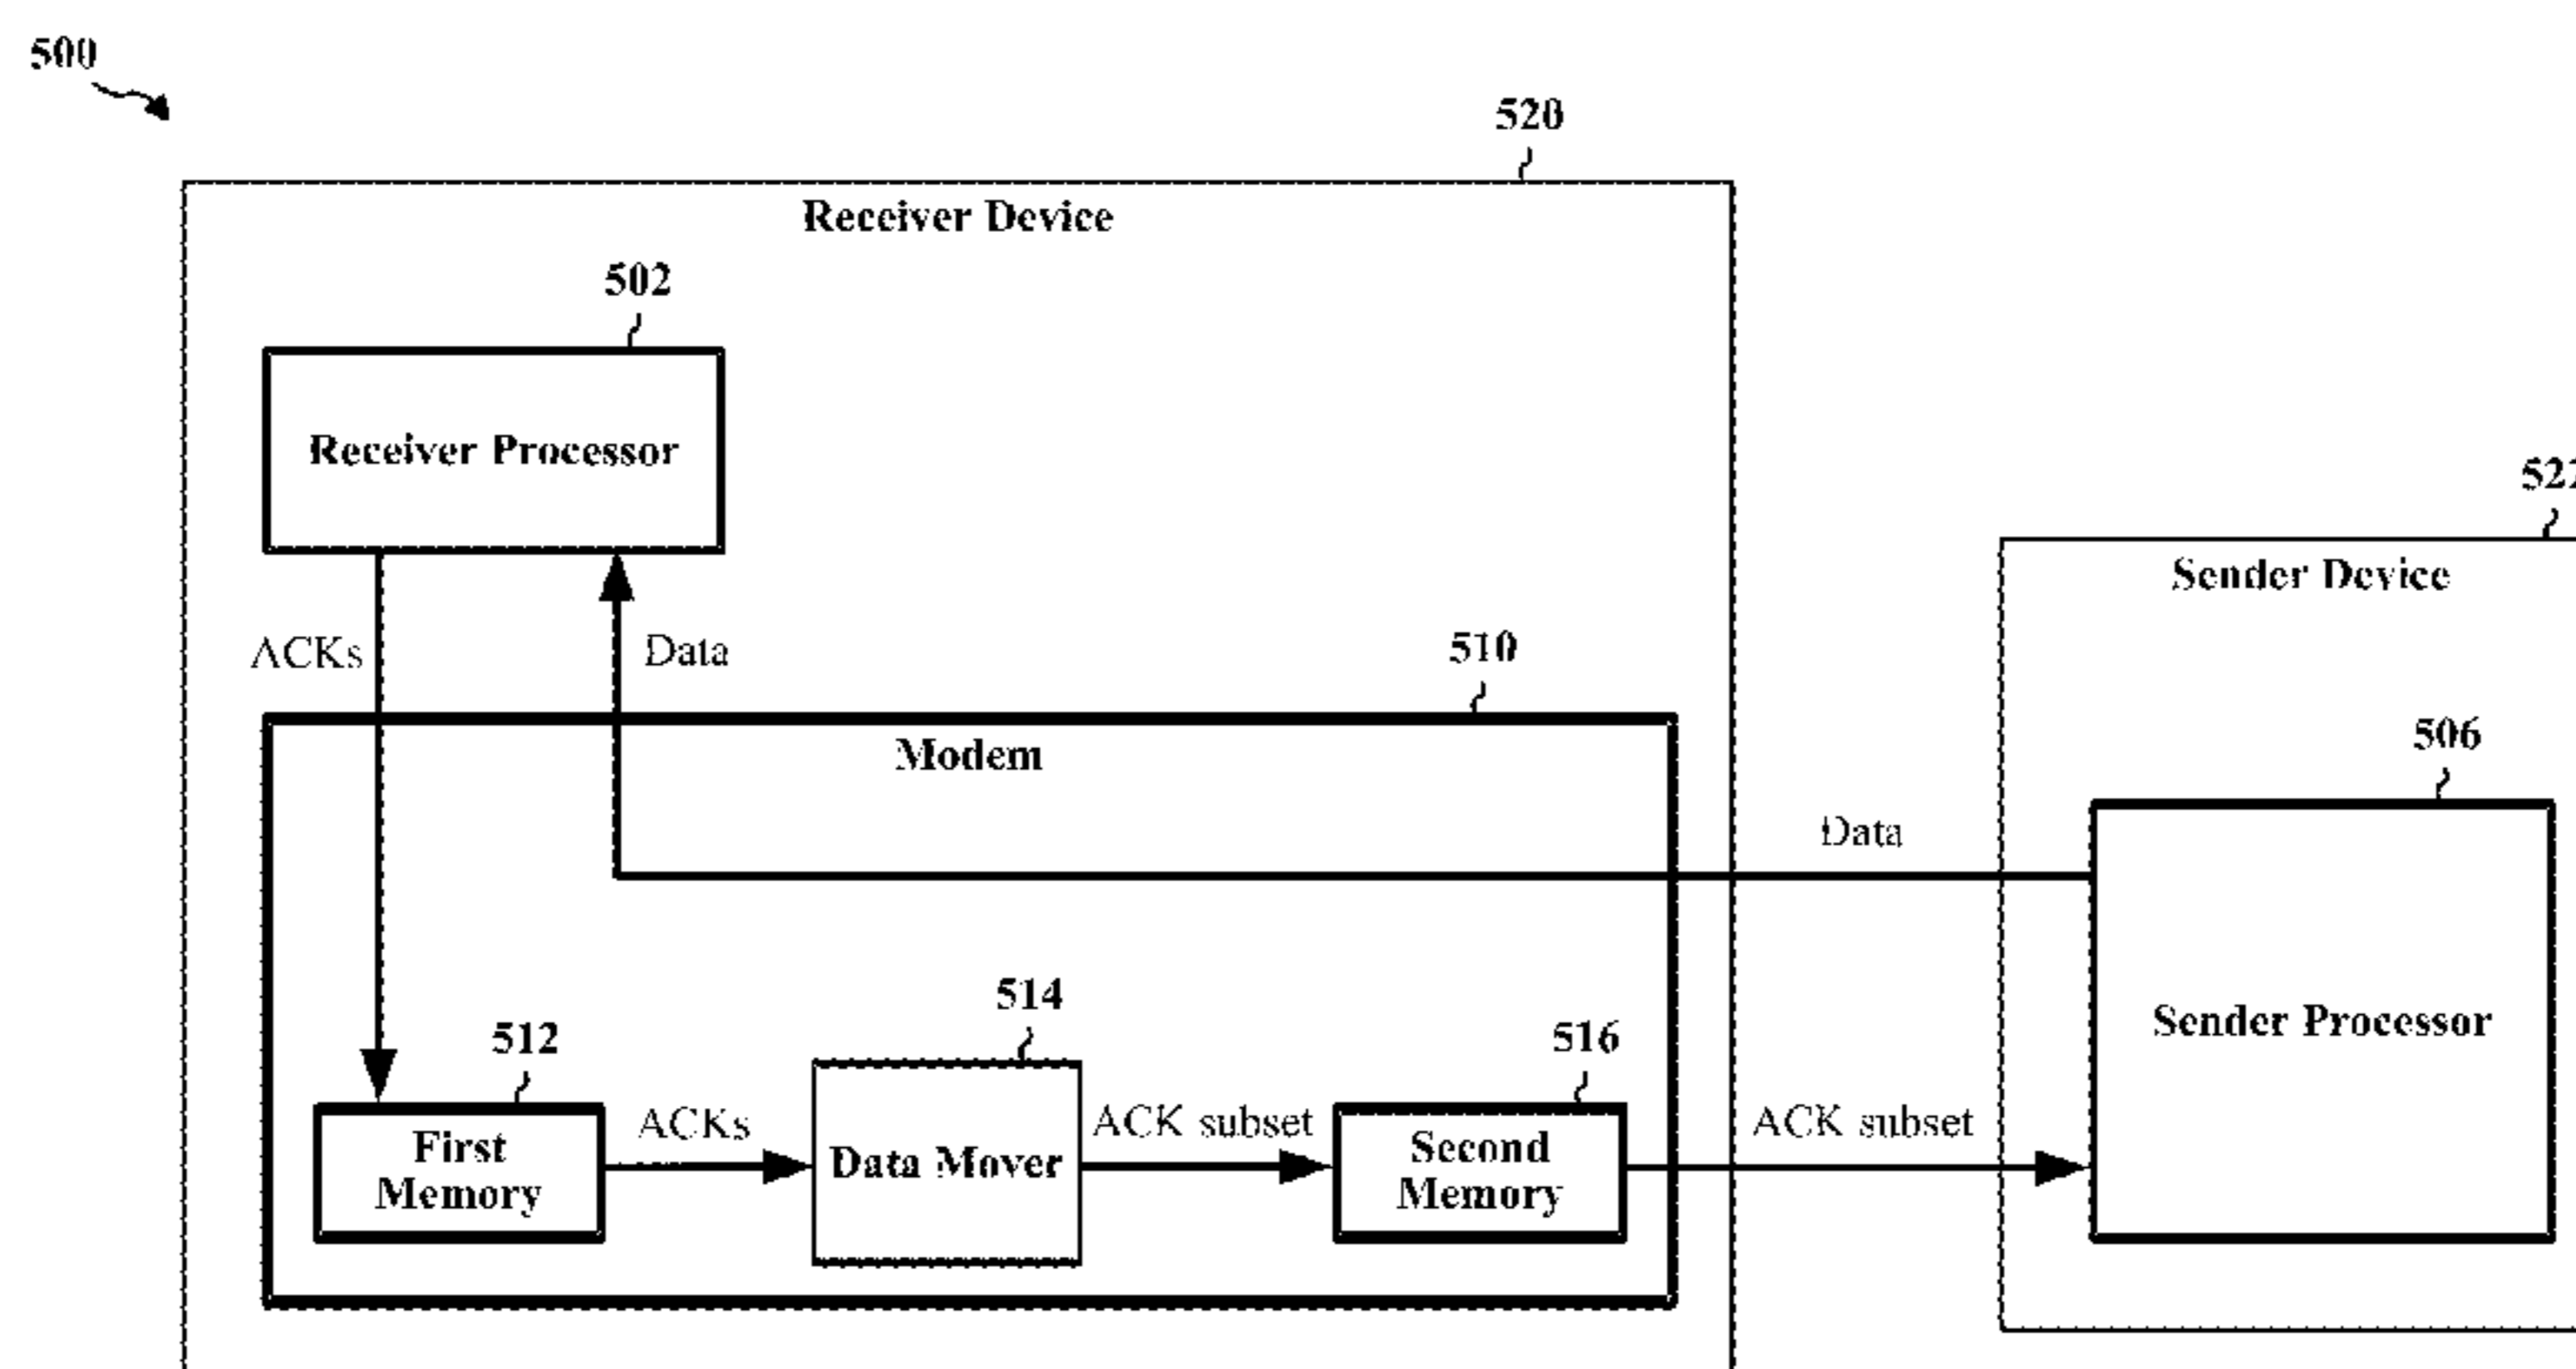 500
520
Receiver Device
502
Receiver Processor
522
Sender Device
ACKs
Data
510
Modem
506
Data
Sender Processor
514
512
516
First
Memory
ACKs
Data Mover
ACK subset
Second
Memory
ACK subset